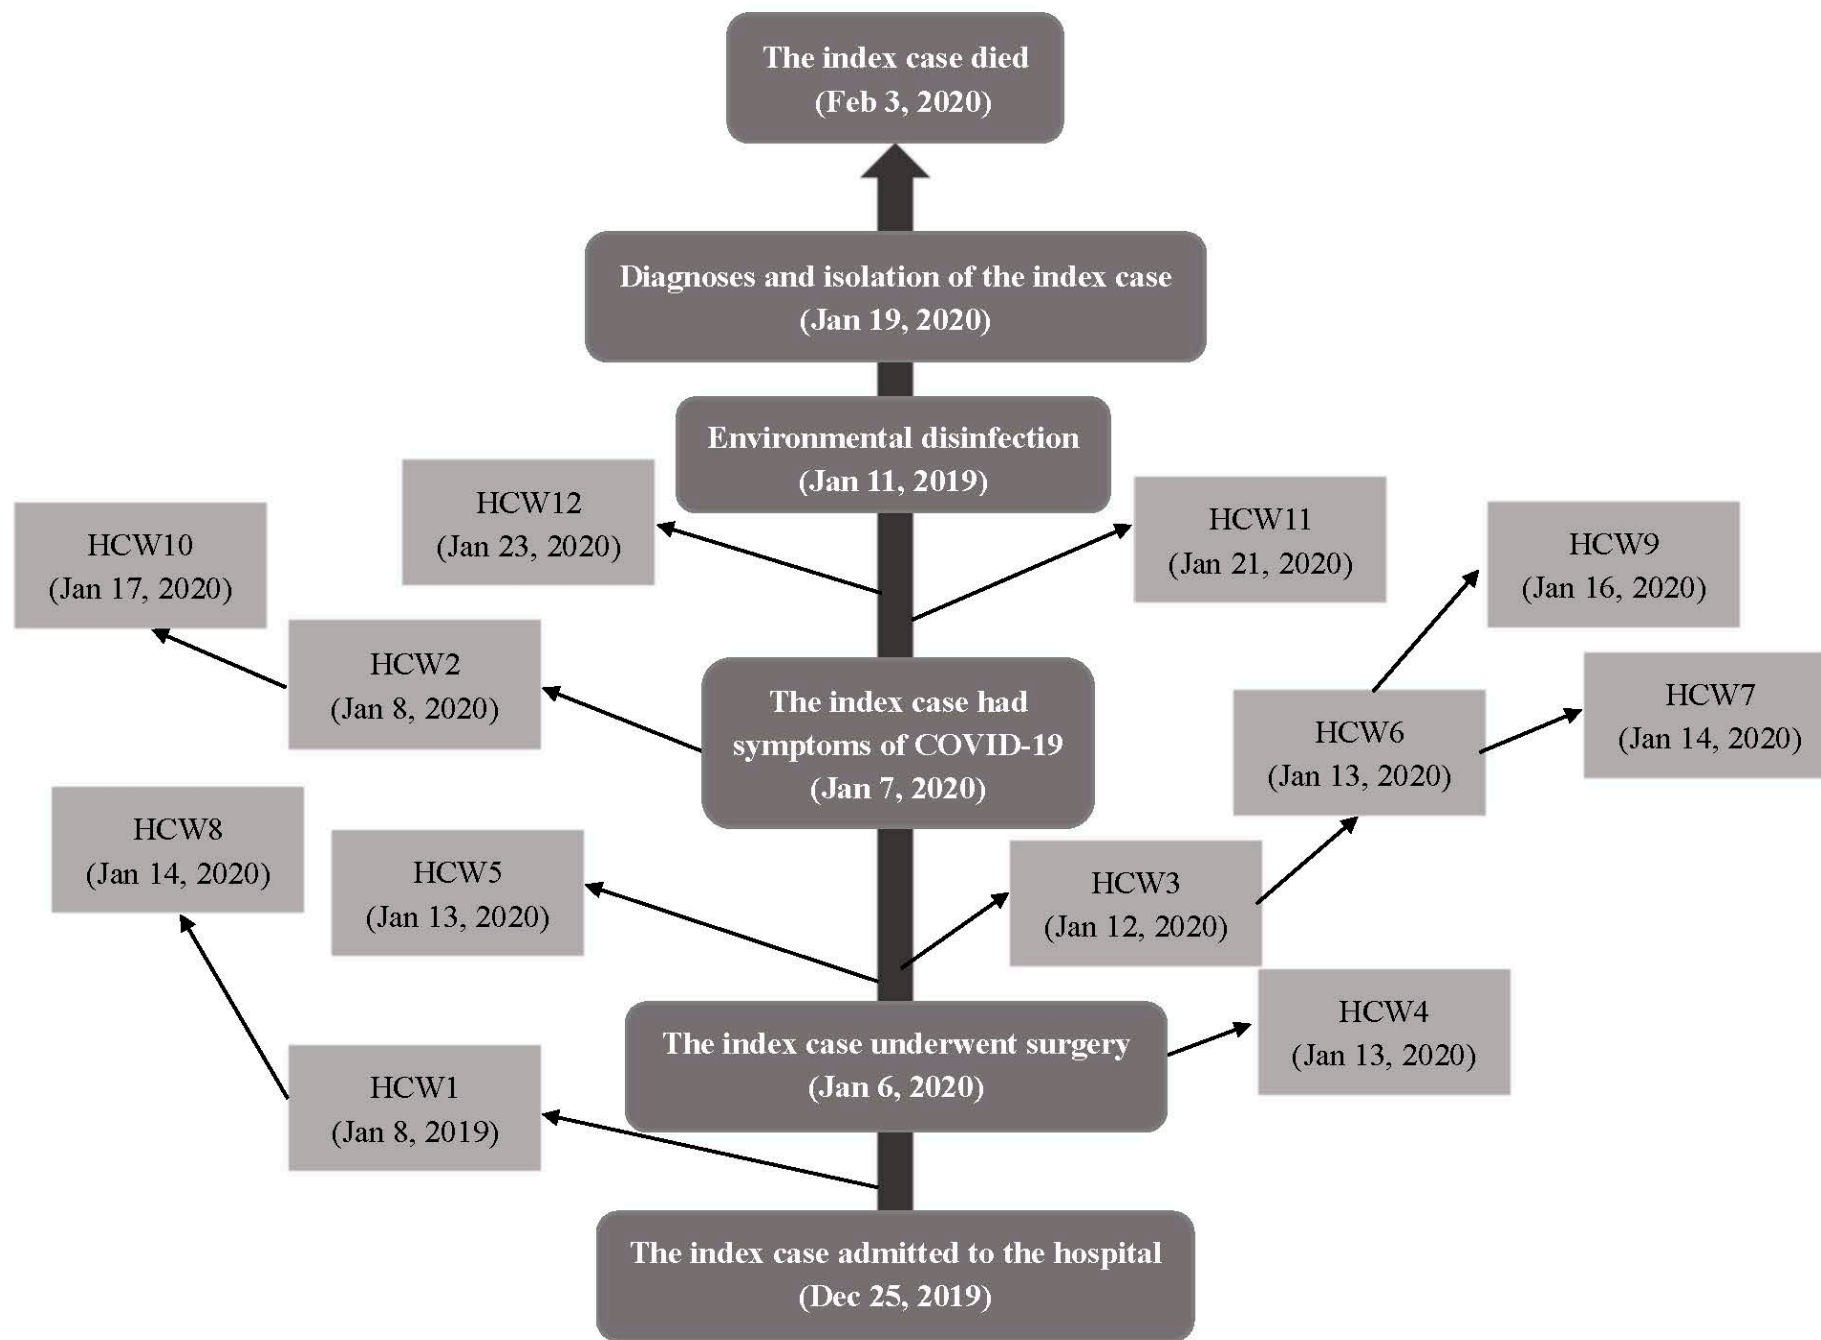 The index case died
(Feb 3, 2020)
Diagnoses and isolation of the index case
(Jan 19, 2020)
Environmental disinfection
(Jan 11, 2019)
HCW12
(Jan 23, 2020)
HCW11
(Jan 21, 2020)
HCW10
(Jan 17, 2020)
HCW9
(Jan 16, 2020)
HCW2
(Jan 8, 2020)
The index case had
symptoms of COVID-19
(Jan 7, 2020)
HCW6
(Jan 13, 2020)
HCW7
(Jan 14, 2020)
HCW8
(Jan 14, 2020)
HCW5
(Jan 13, 2020)
HCW3
(Jan 12, 2020)
HCW4
(Jan 13, 2020)
The index case underwent surgery
(Jan 6, 2020)
HCW1
(Jan 8, 2019)
The index case admitted to the hospital
(Dec 25, 2019)